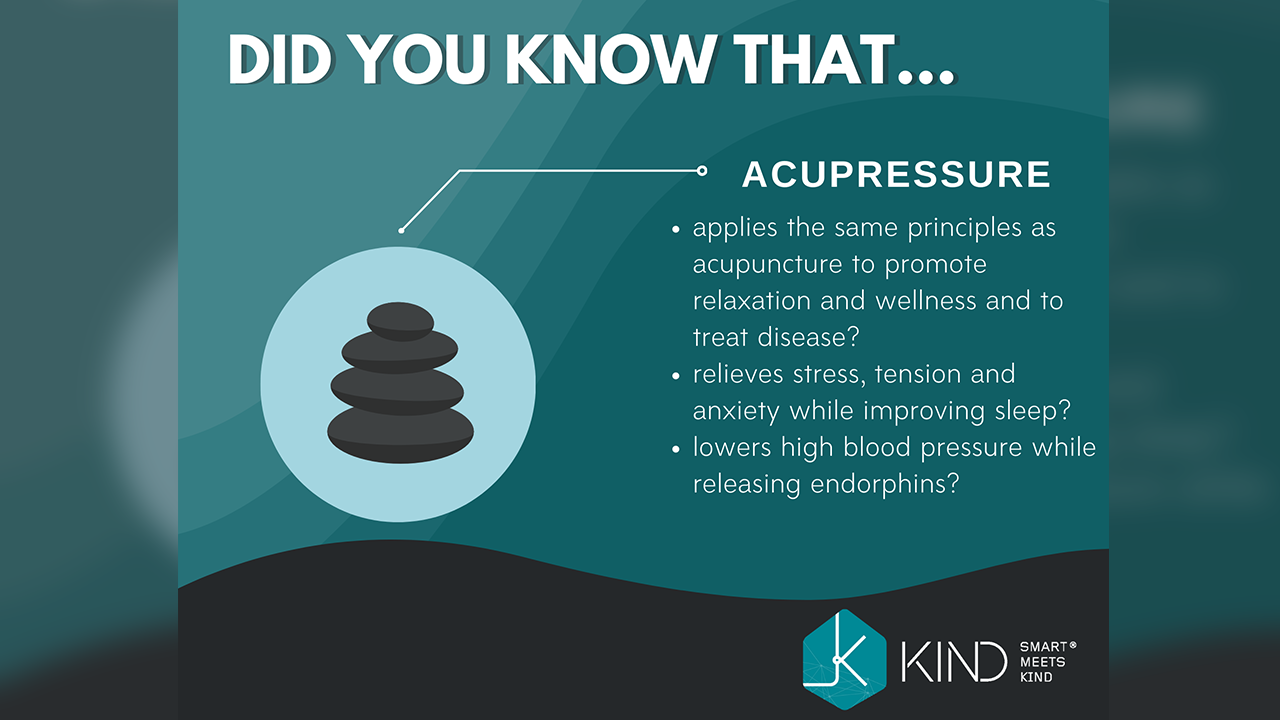 DID YOU KNOW THAT...
ACUPRESSURE
• applies the same principles as
acupuncture to promote
relaxation and wellness and to
treat disease?
• relieves stress, tension and
anxiety while improving sleep?
• lowers high blood pressure while
releasing endorphins?
KIND
SMART®
MEETS
KIND